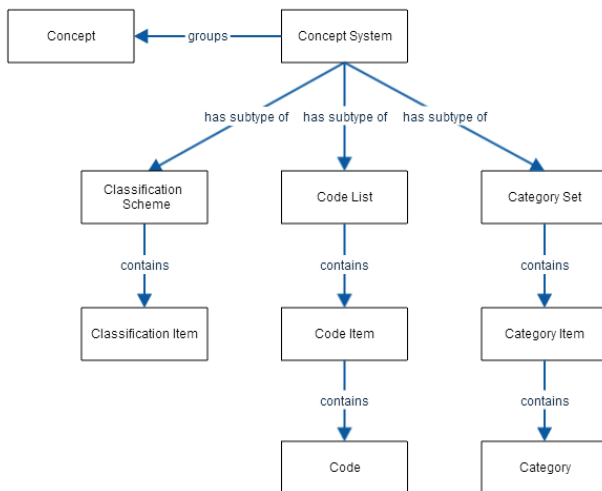 Concept
groups
Concept System
has subtype of
has subtype of
has subtype of
Classification
Scheme
Code List
Category Set
contains
contains
contains
Classification Item
Code Item
Category Item
contains
contains
Code
Category